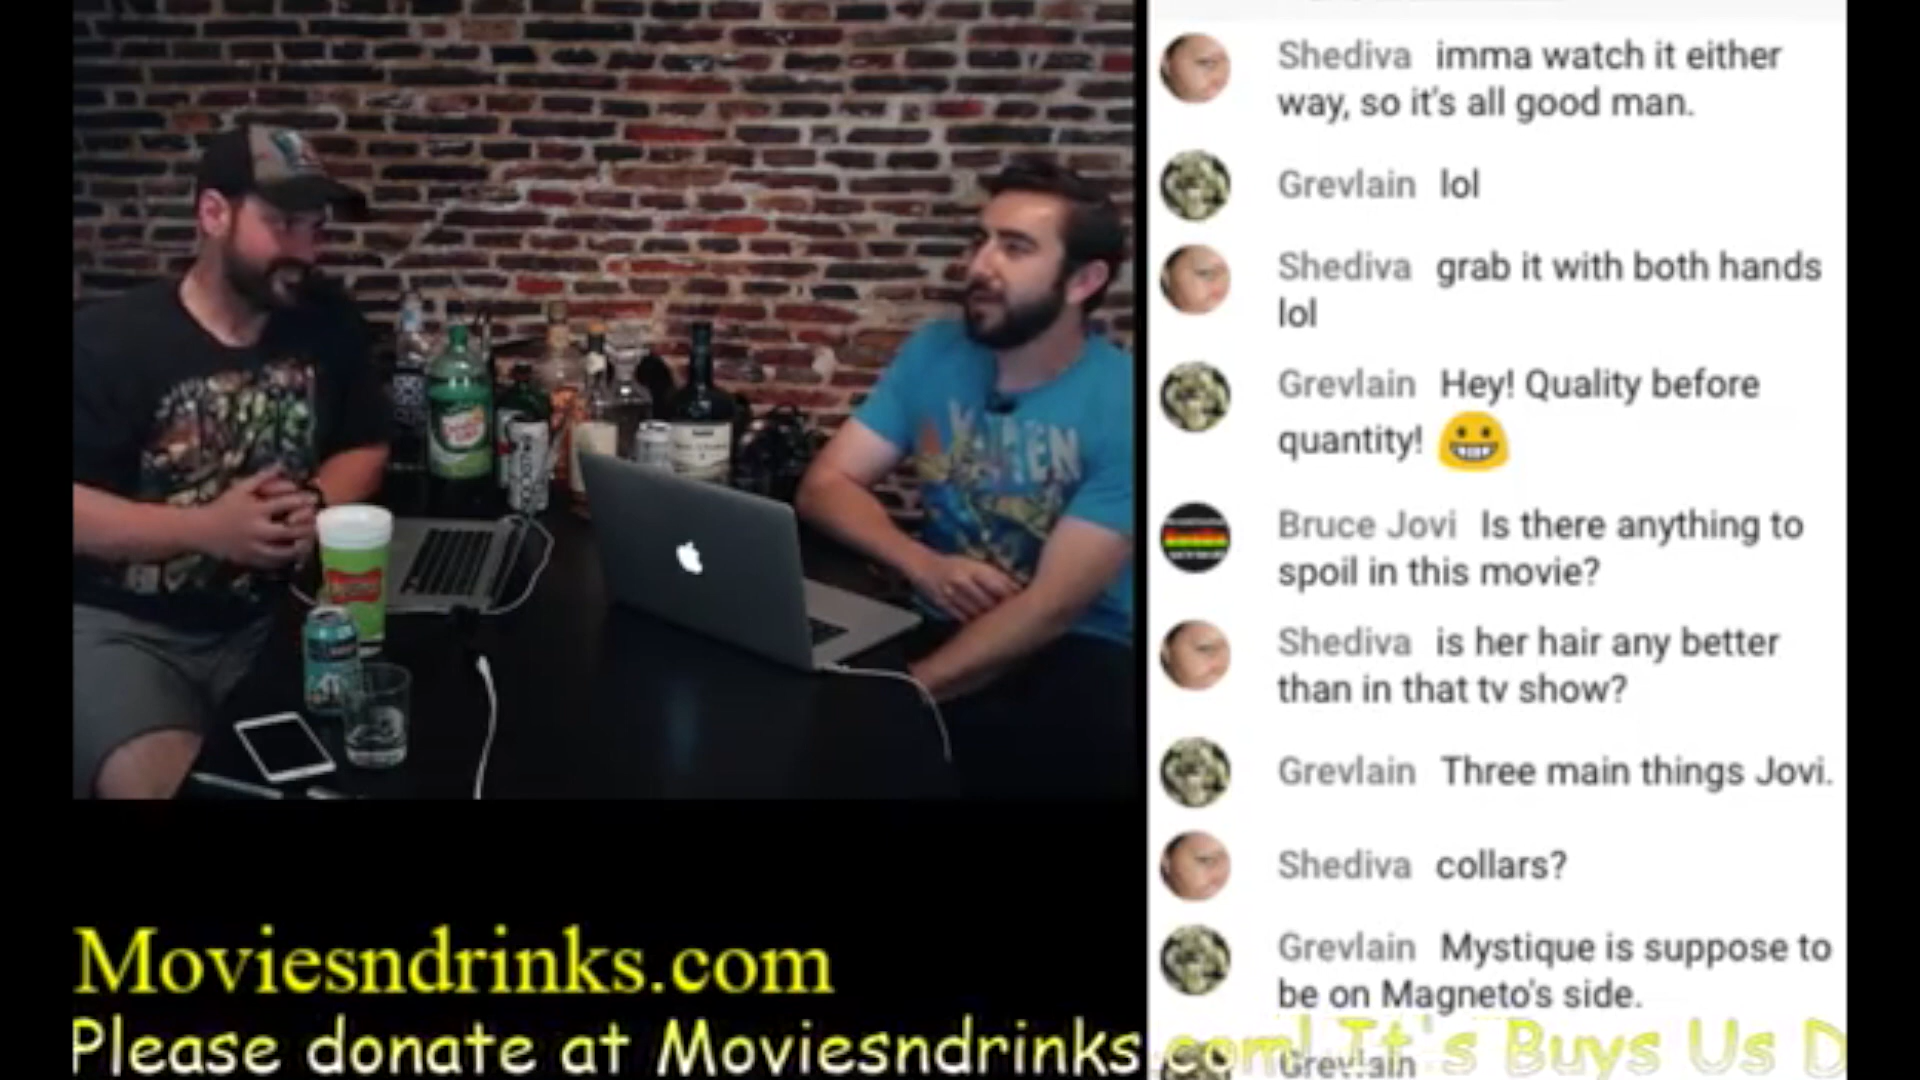 Shediva imma watch it either
way, so it's all good man.
Grevlain lol
Shediva grab it with both hands
lol
Grevlain Hey! Quality before
quantity!
Bruce Jovi Is there anything to
spoil in this movie?
Shediva is her hair any better
than in that tv show?
Grevlain Three main things Jovi.
Shediva collars?
Grevlain Mystique is suppose to
be on Magneto's side.
Grevlain
X-MEN
Moviesndrinks.com
Please donate at Moviesndrinks.com! It's Buys Us D